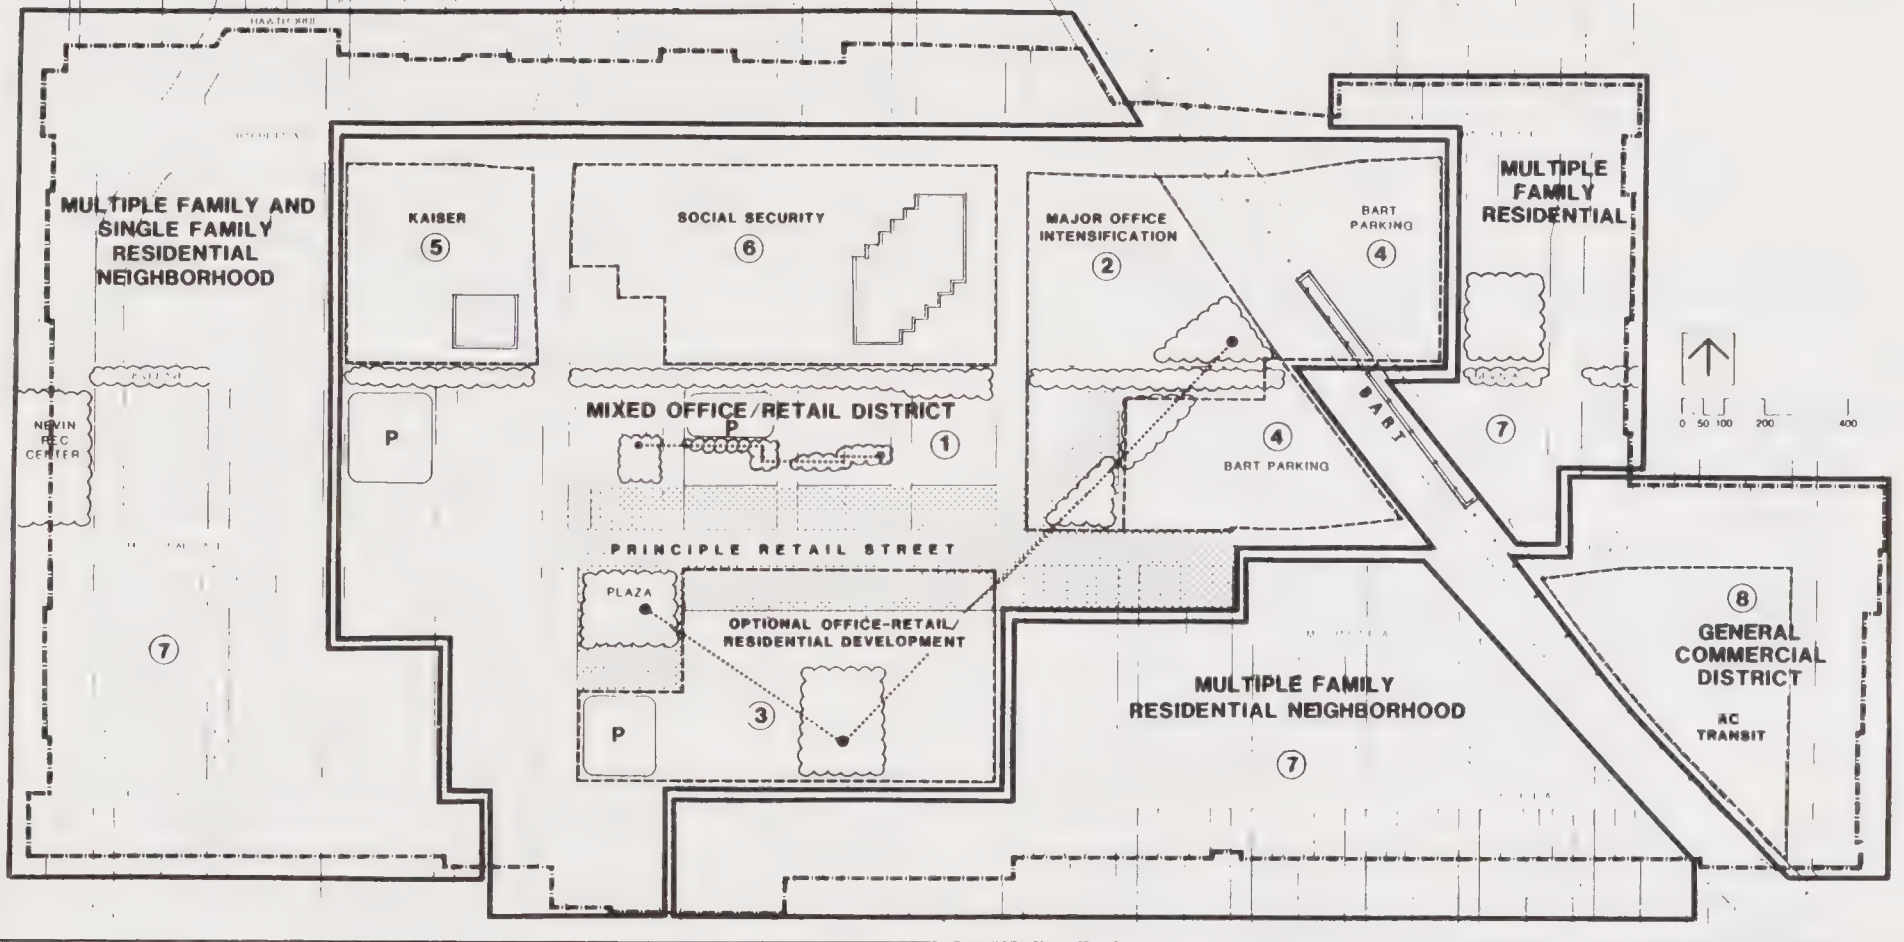 HAWTHORNE
MULTIPLE FAMILY AND
SINGLE FAMILY
RESIDENTIAL
NEIGHBORHOOD
KAISER
5
SOCIAL SECURITY
6
MAJOR OFFICE
INTENSIFICATION
2
BART
PARKING
4
MULTIPLE
FAMILY
RESIDENTIAL
NEVIN
REC
CENTER
P
MIXED OFFICE/RETAIL DISTRICT
P
1
4
BART PARKING
BART
7
0 50 100 200 400
PRINCIPLE RETAIL STREET
PLAZA
OPTIONAL OFFICE-RETAIL/
RESIDENTIAL DEVELOPMENT
7
3
P
MULTIPLE FAMILY
RESIDENTIAL NEIGHBORHOOD
7
8
GENERAL
COMMERCIAL
DISTRICT
AC
TRANSIT